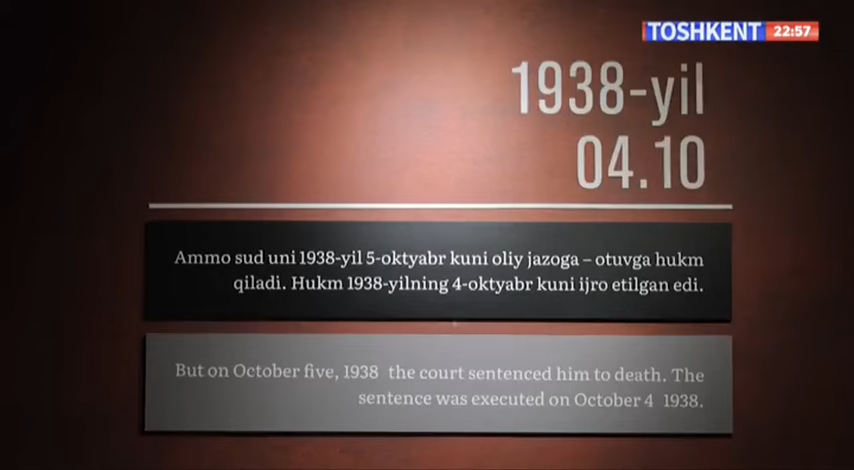 TOSHKENT 22:57
1938-yil
04.10
Ammo sud uni 1938-yil 5-oktyabr kuni oliy jazoga – otuvga hukm
qiladi. Hukm 1938-yilning 4-oktyabr kuni ijro etilgan edi.
But on October five, 1938 the court sentenced him to death. The
sentence was executed on October 4 1938.